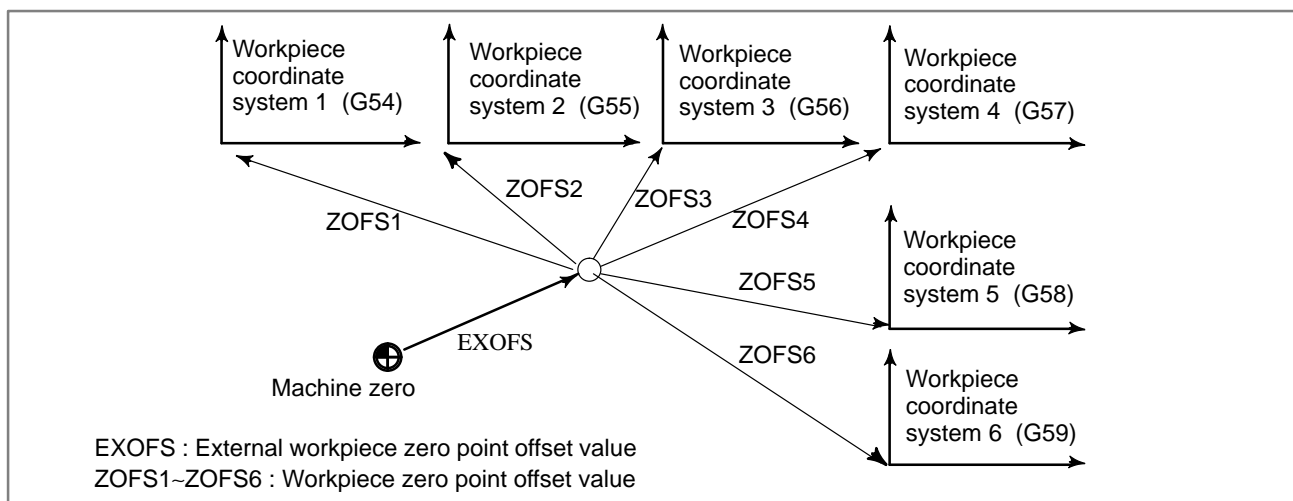 Workpiece
coordinate
system 1 (G54)
Workpiece
coordinate
system 2 (G55)
Workpiece
coordinate
system 3 (G56)
Workpiece
coordinate
system 4 (G57)
ZOFS1
ZOFS2
ZOFS3
ZOFS4
ZOFS5
Workpiece
coordinate
system 5 (G58)
EXOFS
ZOFS6
Machine zero
Workpiece
coordinate
system 6 (G59)
EXOFS : External workpiece zero point offset value
ZOFS1~ZOFS6 : Workpiece zero point offset value